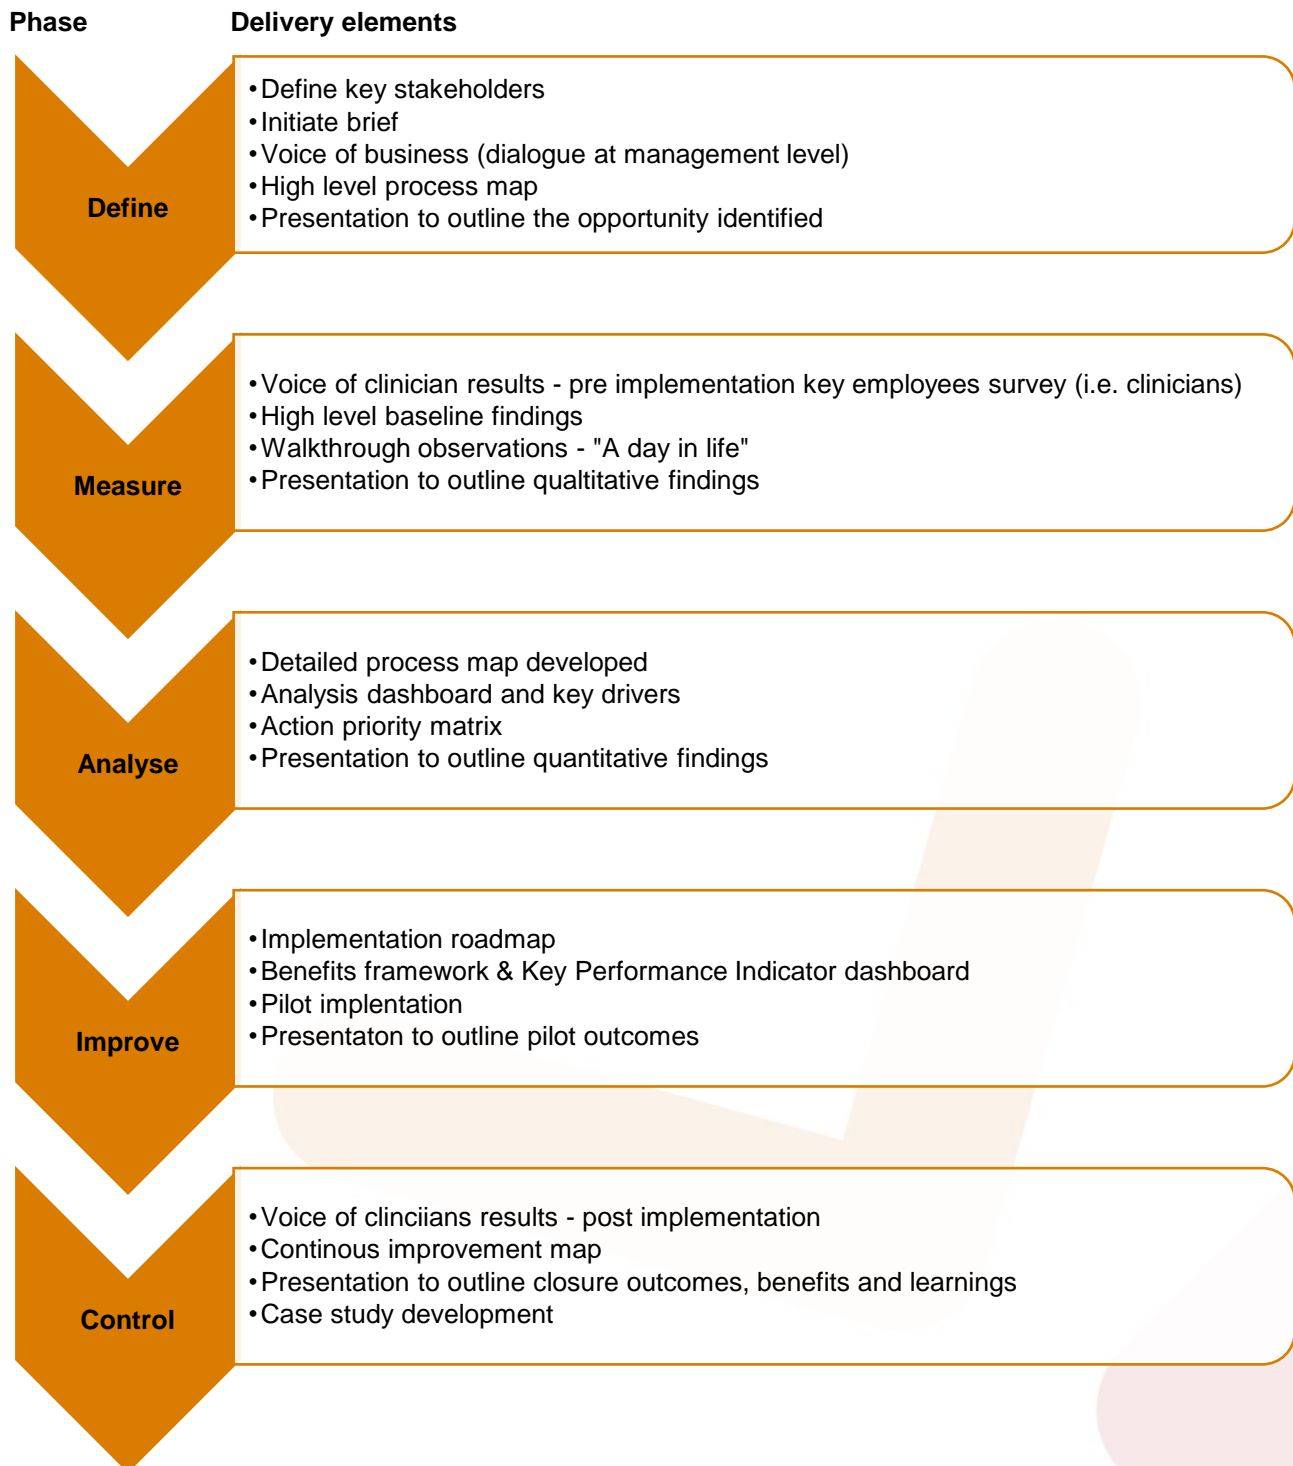 Phase Delivery elements
Define
•Define key stakeholders
•Initiate brief
•Voice of business (dialogue at management level)
•High level process map
•Presentation to outline the opportunity identified
Measure
•Voice of clinician results - pre implementation key employees survey (i.e. clinicians)
•High level baseline findings
•Walkthrough observations - "A day in life"
•Presentation to outline qualtitative findings
Analyse
•Detailed process map developed
•Analysis dashboard and key drivers
•Action priority matrix
•Presentation to outline quantitative findings
Improve
•Implementation roadmap
•Benefits framework & Key Performance Indicator dashboard
•Pilot implentation
•Presentaton to outline pilot outcomes
Control
•Voice of clinciians results - post implementation
•Continous improvement map
•Presentation to outline closure outcomes, benefits and learnings
•Case study development